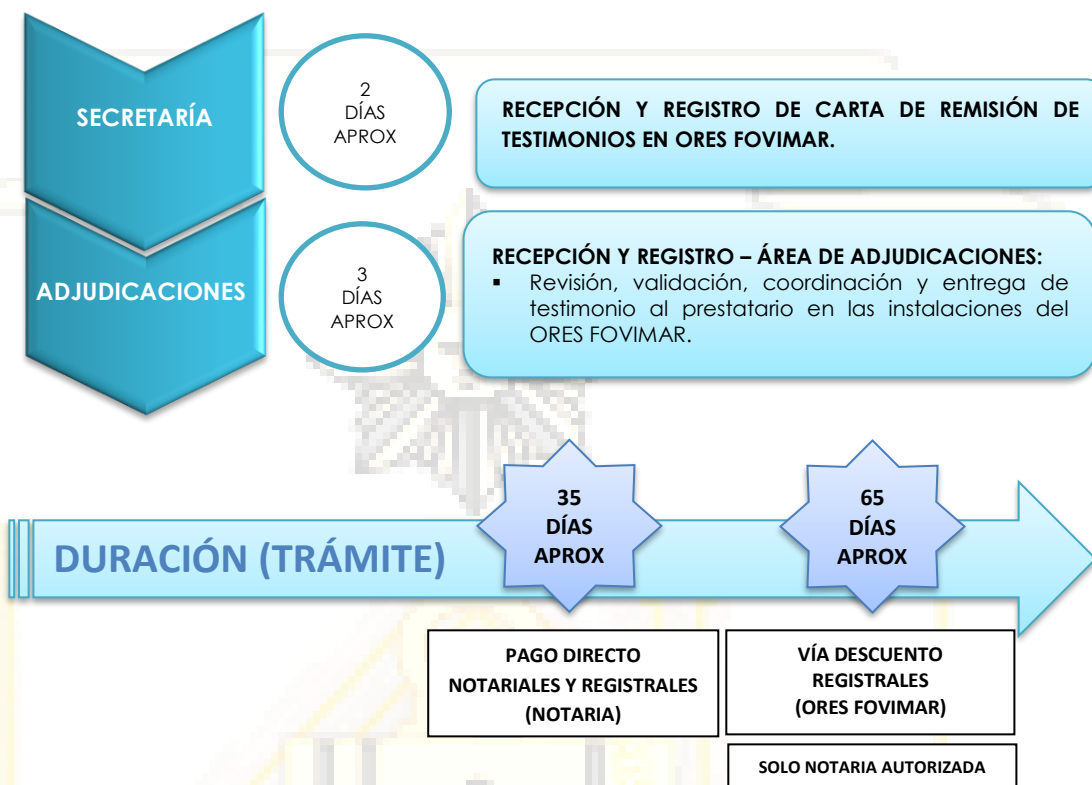 SECRETARÍA
2
DÍAS
APROX
RECEPCIÓN Y REGISTRO DE CARTA DE REMISIÓN DE
TESTIMONIOS EN ORES FOVIMAR.
ADJUDICACIONES
3
DÍAS
APROX
RECEPCIÓN Y REGISTRO – ÁREA DE ADJUDICACIONES:
▪ Revisión, validación, coordinación y entrega de
testimonio al prestatario en las instalaciones del
ORES FOVIMAR.
DURACIÓN (TRÁMITE)
35
DÍAS
APROX
65
DÍAS
APROX
PAGO DIRECTO
NOTARIALES Y REGISTRALES
(NOTARIA)
VÍA DESCUENTO
REGISTRALES
(ORES FOVIMAR)
SOLO NOTARIA AUTORIZADA